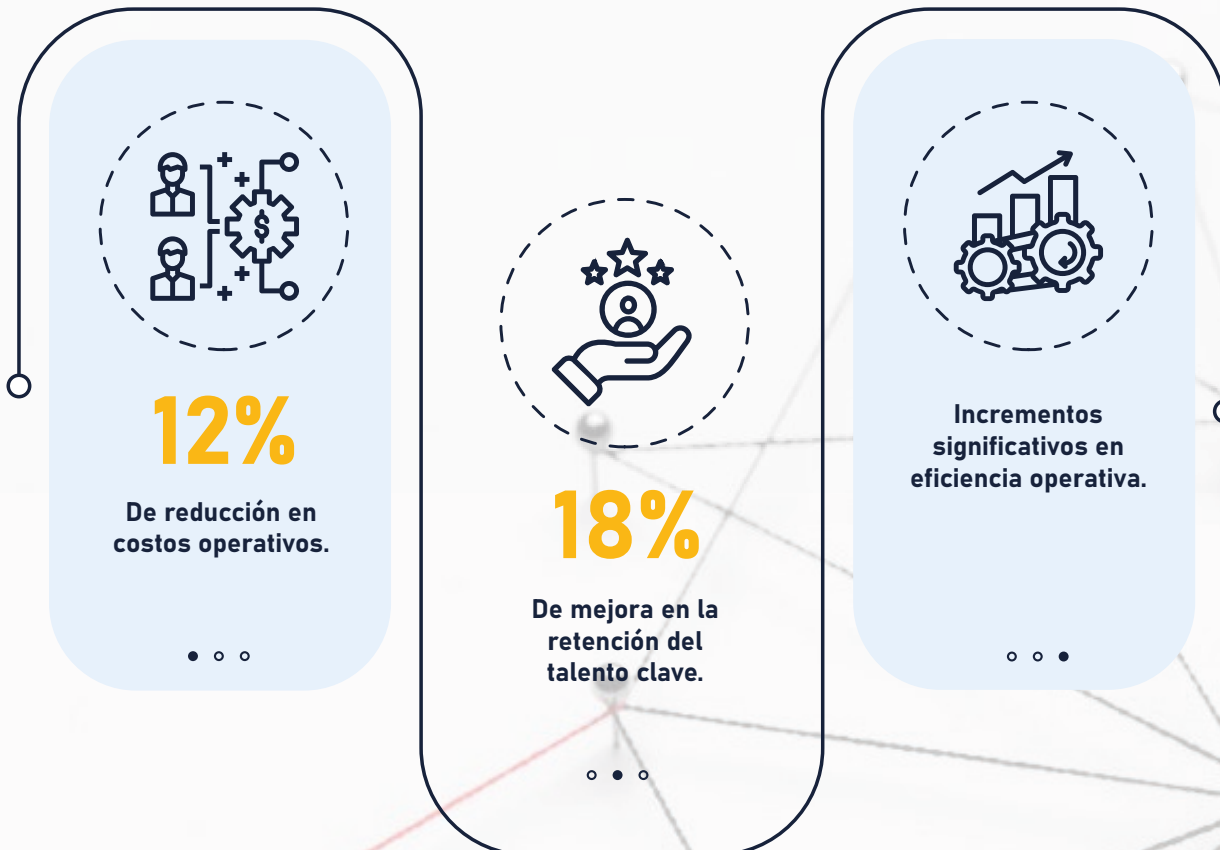 12%
De reducción en
costos operativos.
18%
De mejora en la
retención del
talento clave.
Incrementos
significativos en
eficiencia operativa.
$